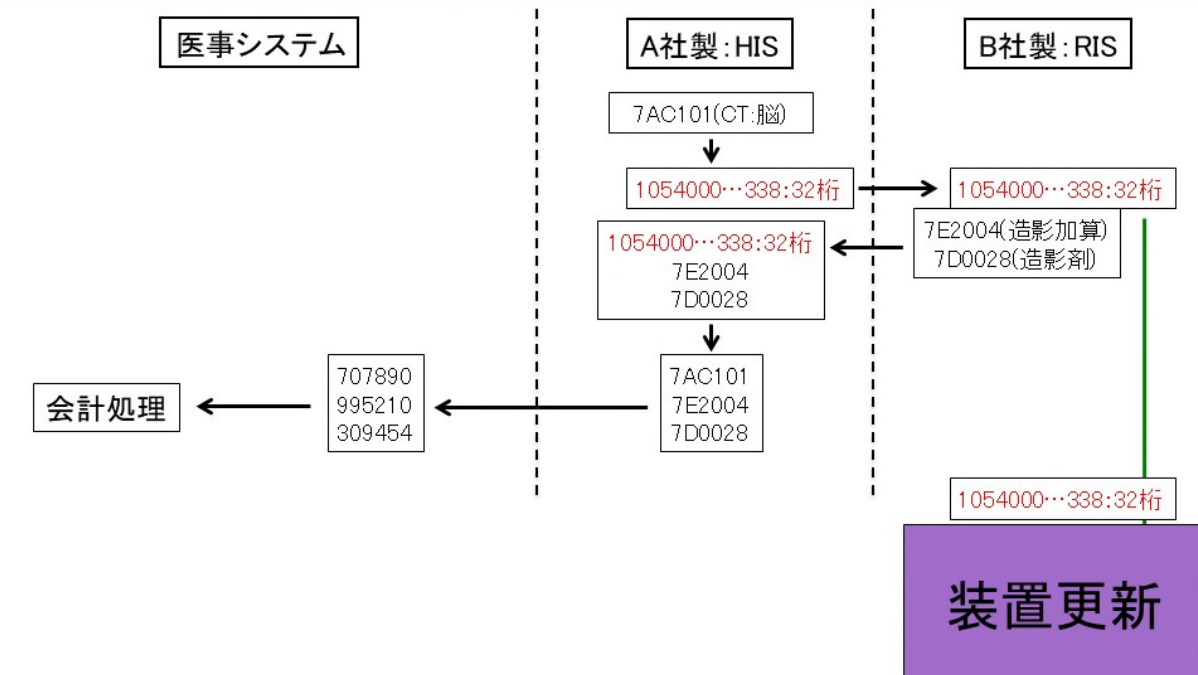 医事システム
A社製:HIS
B社製:RIS
7AC101(CT:脳)
1054000…338:32桁
1054000…338:32桁
7E2004(造影加算)
7D0028(造影剤)
1054000…338:32桁
7E2004
7D0028
7AC101
7E2004
7D0028
707890
995210
309454
会計処理
1054000…338:32桁
装置更新